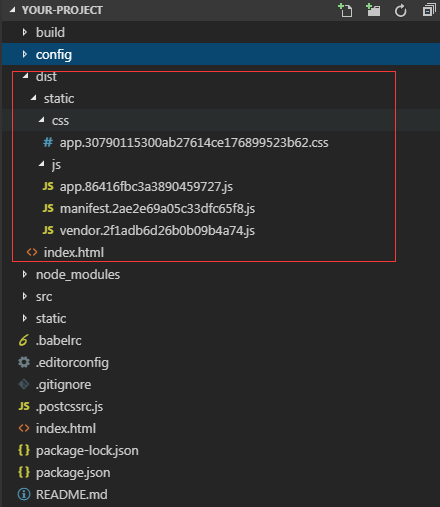 YOUR-PROJECT
build
config
dist
static
css
# app.30790115300ab27614ce176899523b62.css
js
JS app.86416fbc3a3890459727.js
JS manifest.2ae2e69a05c33dfc65f8.js
JS vendor.2f1adb6d26b0b09b4a74.js
<> index.html
node_modules
src
static
6 .babelrc
.editorconfig
.gitignore
JS .postcssrc.js
<> index.html
{} package-lock.json
{} package.json
README.md